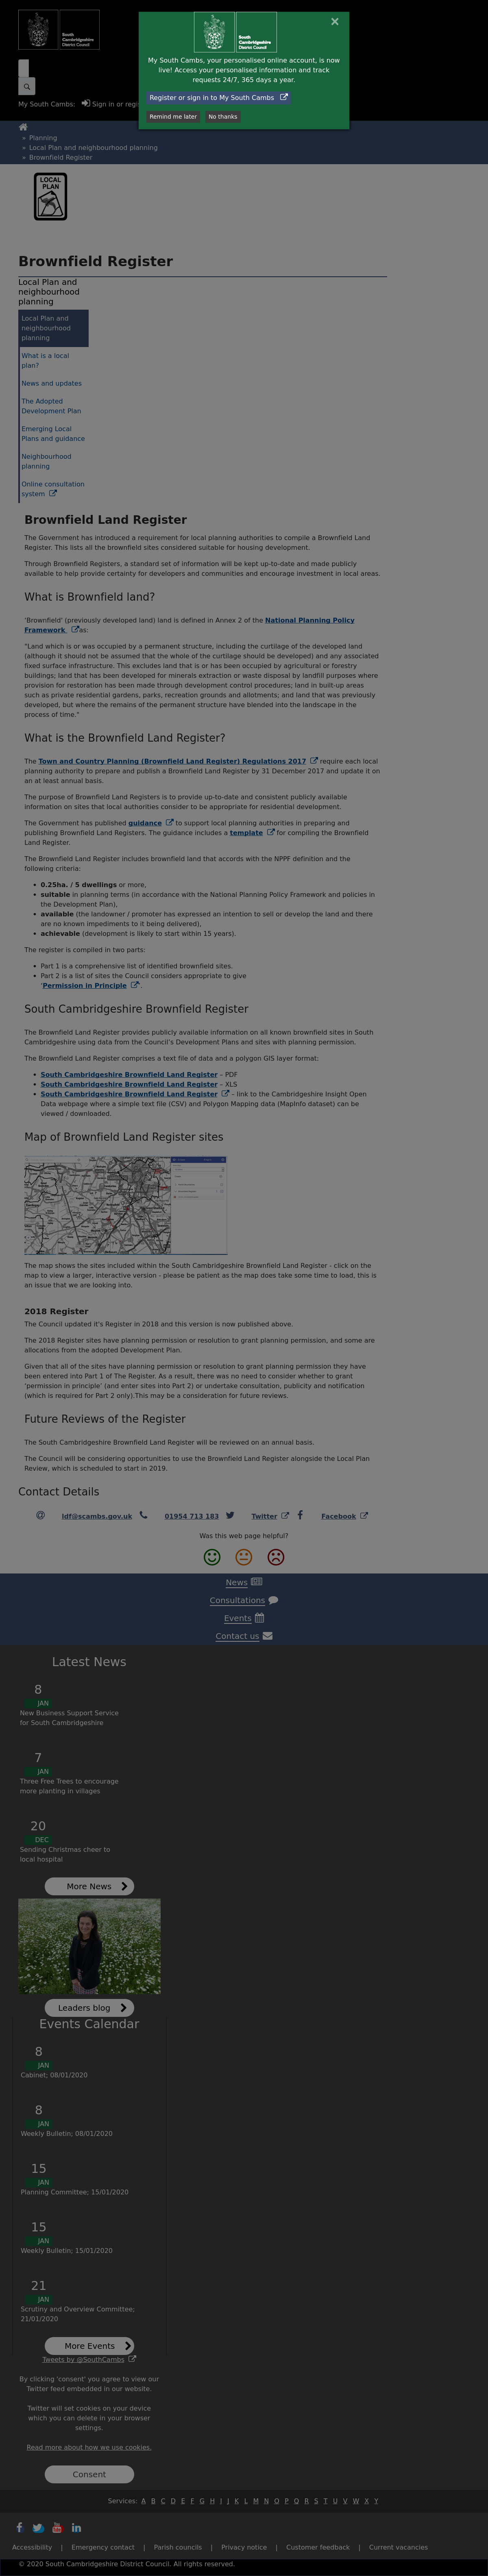 South
Cambridgeshire
District Council
×
South
Cambridgeshire
District Council
My South Cambs, your personalised online account, is now
live! Access your personalised information and track
requests 24/7, 365 days a year.
Register or sign in to My South Cambs
Remind me later No thanks
My South Cambs: Sign in or regi
Planning
Local Plan and neighbourhood planning
Brownfield Register
LOCAL
PLAN
Brownfield Register
Local Plan and
neighbourhood
planning
Local Plan and
neighbourhood
planning
What is a local
plan?
News and updates
The Adopted
Development Plan
Emerging Local
Plans and guidance
Neighbourhood
planning
Online consultation
system
Brownfield Land Register
The Government has introduced a requirement for local planning authorities to compile a Brownfield Land
Register. This lists the brownfield sites considered suitable for housing development.
Through Brownfield Registers, a standard set of information will be kept up-to-date and made publicly
available to help provide certainty for developers and communities and encourage investment in local areas.
What is Brownfield land?
‘Brownfield’ (previously developed land) land is defined in Annex 2 of the National Planning Policy
Framework as:
"Land which is or was occupied by a permanent structure, including the curtilage of the developed land (although
it should not be assumed that the whole of the curtilage should be developed) and any associated
fixed surface infrastructure. This excludes land that is or has been occupied by agricultural or forestry
buildings; land that has been developed for minerals extraction or waste disposal by landfill purposes where
provision for restoration has been made through development control procedures; land in built-up areas
such as private residential gardens, parks, recreation grounds and allotments; and land that was previously
developed, but where the remains of the permanent structure have blended into the landscape in the
process of time."
What is the Brownfield Land Register?
The Town and Country Planning (Brownfield Land Register) Regulations 2017 require each local
planning authority to prepare and publish a Brownfield Land Register by 31 December 2017 and update it on
an at least annual basis.
The purpose of Brownfield Land Registers is to provide up-to-date and consistent publicly available
information on sites that local authorities consider to be appropriate for residential development.
The Government has published guidance to support local planning authorities in preparing and
publishing Brownfield Land Registers. The guidance includes a template for compiling the Brownfield
Land Register.
The Brownfield Land Register includes brownfield land that accords with the NPPF definition and the
following criteria:
0.25ha. / 5 dwellings or more,
suitable in planning terms (in accordance with the National Planning Policy Framework and policies in
the Development Plan),
available (the landowner / promoter has expressed an intention to sell or develop the land and there
are no known impediments to it being delivered),
achievable (development is likely to start within 15 years).
The register is compiled in two parts:
Part 1 is a comprehensive list of identified brownfield sites.
Part 2 is a list of sites the Council considers appropriate to give
‘Permission in Principle’.
South Cambridgeshire Brownfield Register
The Brownfield Land Register provides publicly available information on all known brownfield sites in South
Cambridgeshire using data from the Council’s Development Plans and sites with planning permission.
The Brownfield Land Register comprises a text file of data and a polygon GIS layer format:
South Cambridgeshire Brownfield Land Register – PDF
South Cambridgeshire Brownfield Land Register – XLS
South Cambridgeshire Brownfield Land Register – link to the Cambridgeshire Insight Open
Data webpage where a simple text file (CSV) and Polygon Mapping data (MapInfo dataset) can be
viewed / downloaded.
Map of Brownfield Land Register sites
The map shows the sites included within the South Cambridgeshire Brownfield Land Register - click on the
map to view a larger, interactive version - please be patient as the map does take some time to load, this is
an issue that we are looking into.
2018 Register
The Council updated it’s Register in 2018 and this version is now published above.
The 2018 Register sites have planning permission or resolution to grant planning permission, and some are
allocations from the adopted Development Plan.
Given that all of the sites have planning permission or resolution to grant planning permission they have
been entered into Part 1 of The Register. As a result, there was no need to consider whether to grant
‘permission in principle’ (and enter sites into Part 2) or undertake consultation, publicity and notification
(which is required for Part 2 only).This may be a consideration for future reviews.
Future Reviews of the Register
The South Cambridgeshire Brownfield Land Register will be reviewed on an annual basis.
The Council will be considering opportunities to use the Brownfield Land Register alongside the Local Plan
Review, which is scheduled to start in 2019.
Contact Details
@ ldf@scambs.gov.uk 01954 713 183 Twitter Facebook
Was this web page helpful?
News
Consultations
Events
Contact us
Latest News
8
JAN
New Business Support Service
for South Cambridgeshire
7
JAN
Three Free Trees to encourage
more planting in villages
20
DEC
Sending Christmas cheer to
local hospital
More News
Leaders blog
Events Calendar
8
JAN
Cabinet; 08/01/2020
8
JAN
Weekly Bulletin; 08/01/2020
15
JAN
Planning Committee; 15/01/2020
15
JAN
Weekly Bulletin; 15/01/2020
21
JAN
Scrutiny and Overview Committee;
21/01/2020
More Events
Tweets by @SouthCambs
By clicking ‘consent’ you agree to view our
Twitter feed embedded in our website.
Twitter will set cookies on your device
which you can delete in your browser
settings.
Read more about how we use cookies.
Consent
Services: A B C D E F G H I J K L M N O P Q R S T U V W X Y
Accessibility | Emergency contact | Parish councils | Privacy notice | Customer feedback | Current vacancies
© 2020 South Cambridgeshire District Council. All rights reserved.